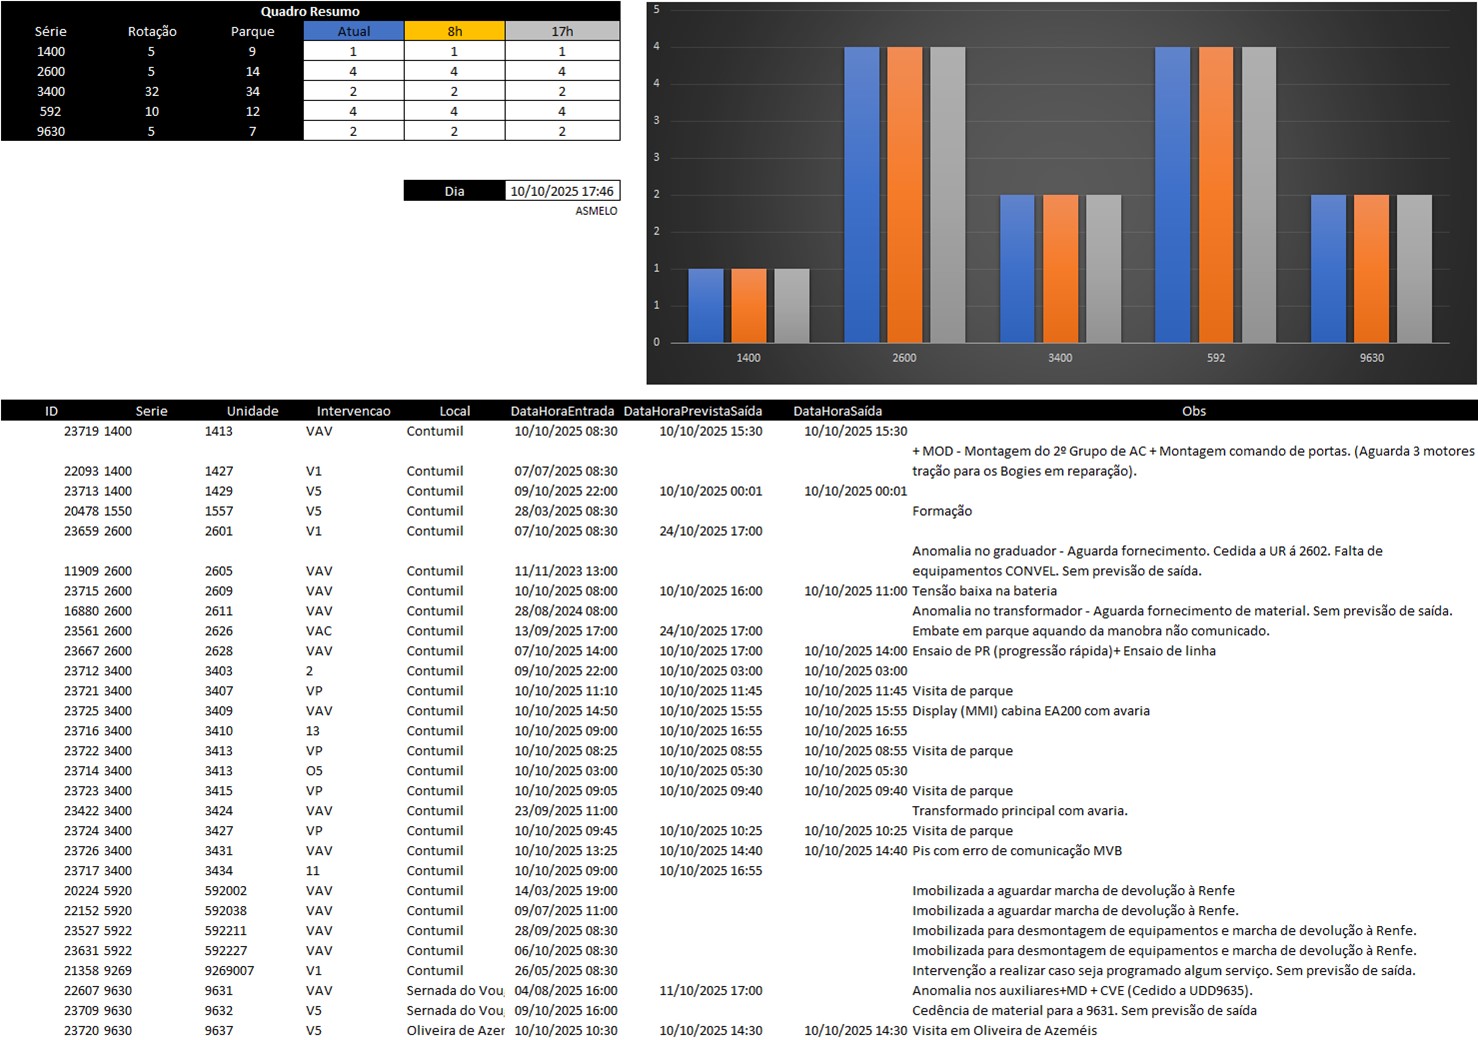 Quadro Resumo
Série Rotação Parque Atual 8h 17h
1400 5 9 1 1 1
2600 5 14 4 4 4
3400 32 34 2 2 2
592 10 12 4 4 4
9630 5 7 2 2 2
Dia 10/10/2025 17:46
ASMELO
5
4
4
3
3
2
2
1
1
0
1400 2600 3400 592 9630
ID Serie Unidade Intervencao Local DataHoraEntrada DataHoraPrevistaSaída DataHoraSaída Obs
23719 1400 1413 VAV Contumil 10/10/2025 08:30 10/10/2025 15:30 10/10/2025 15:30
+ MOD - Montagem do 2º Grupo de AC + Montagem comando de portas. (Aguarda 3 motores
22093 1400 1427 V1 Contumil 07/07/2025 08:30 tração para os Bogies em reparação).
23713 1400 1429 V5 Contumil 09/10/2025 22:00 10/10/2025 00:01 10/10/2025 00:01
20478 1550 1557 V5 Contumil 28/03/2025 08:30 Formação
23659 2600 2601 V1 Contumil 07/10/2025 08:30 24/10/2025 17:00
Anomalia no graduador - Aguarda fornecimento. Cedida a UR á 2602. Falta de
11909 2600 2605 VAV Contumil 11/11/2023 13:00 equipamentos CONVEL. Sem previsão de saída.
23715 2600 2609 VAV Contumil 10/10/2025 08:00 10/10/2025 16:00 10/10/2025 11:00 Tensão baixa na bateria
16880 2600 2611 VAV Contumil 28/08/2024 08:00 Anomalia no transformador - Aguarda fornecimento de material. Sem previsão de saída.
23561 2600 2626 VAC Contumil 13/09/2025 17:00 24/10/2025 17:00 Embate em parque aquando da manobra não comunicado.
23667 2600 2628 VAV Contumil 07/10/2025 14:00 10/10/2025 17:00 10/10/2025 14:00 Ensaio de PR (progressão rápida)+ Ensaio de linha
23712 3400 3403 2 Contumil 09/10/2025 22:00 10/10/2025 03:00 10/10/2025 03:00
23721 3400 3407 VP Contumil 10/10/2025 11:10 10/10/2025 11:45 10/10/2025 11:45 Visita de parque
23725 3400 3409 VAV Contumil 10/10/2025 14:50 10/10/2025 15:55 10/10/2025 15:55 Display (MMI) cabina EA200 com avaria
23716 3400 3410 13 Contumil 10/10/2025 09:00 10/10/2025 16:55 10/10/2025 16:55
23722 3400 3413 VP Contumil 10/10/2025 08:25 10/10/2025 08:55 10/10/2025 08:55 Visita de parque
23714 3400 3413 O5 Contumil 10/10/2025 03:00 10/10/2025 05:30 10/10/2025 05:30
23723 3400 3415 VP Contumil 10/10/2025 09:05 10/10/2025 09:40 10/10/2025 09:40 Visita de parque
23422 3400 3424 VAV Contumil 23/09/2025 11:00 Transformado principal com avaria.
23724 3400 3427 VP Contumil 10/10/2025 09:45 10/10/2025 10:25 10/10/2025 10:25 Visita de parque
23726 3400 3431 VAV Contumil 10/10/2025 13:25 10/10/2025 14:40 10/10/2025 14:40 Pis com erro de comunicação MVB
23717 3400 3434 11 Contumil 10/10/2025 09:00 10/10/2025 16:55
20224 5920 592002 VAV Contumil 14/03/2025 19:00 Imobilizada a aguardar marcha de devolução à Renfe
22152 5920 592038 VAV Contumil 09/07/2025 11:00 Imobilizada a aguardar marcha de devolução à Renfe.
23527 5922 592211 VAV Contumil 28/09/2025 08:30 Imobilizada para desmontagem de equipamentos e marcha de devolução à Renfe.
23631 5922 592227 VAV Contumil 06/10/2025 08:30 Imobilizada para desmontagem de equipamentos e marcha de devolução à Renfe.
21358 9269 9269007 V1 Contumil 26/05/2025 08:30 Intervenção a realizar caso seja programado algum serviço. Sem previsão de saída.
22607 9630 9631 VAV Sernada do Vou 04/08/2025 16:00 11/10/2025 17:00 Anomalia nos auxiliares+MD + CVE (Cedido a UDD9635).
23709 9630 9632 V5 Sernada do Vou 09/10/2025 16:00 Cedência de material para a 9631. Sem previsão de saída
23720 9630 9637 V5 Oliveira de Azer 10/10/2025 10:30 10/10/2025 14:30 10/10/2025 14:30 Visita em Oliveira de Azeméis